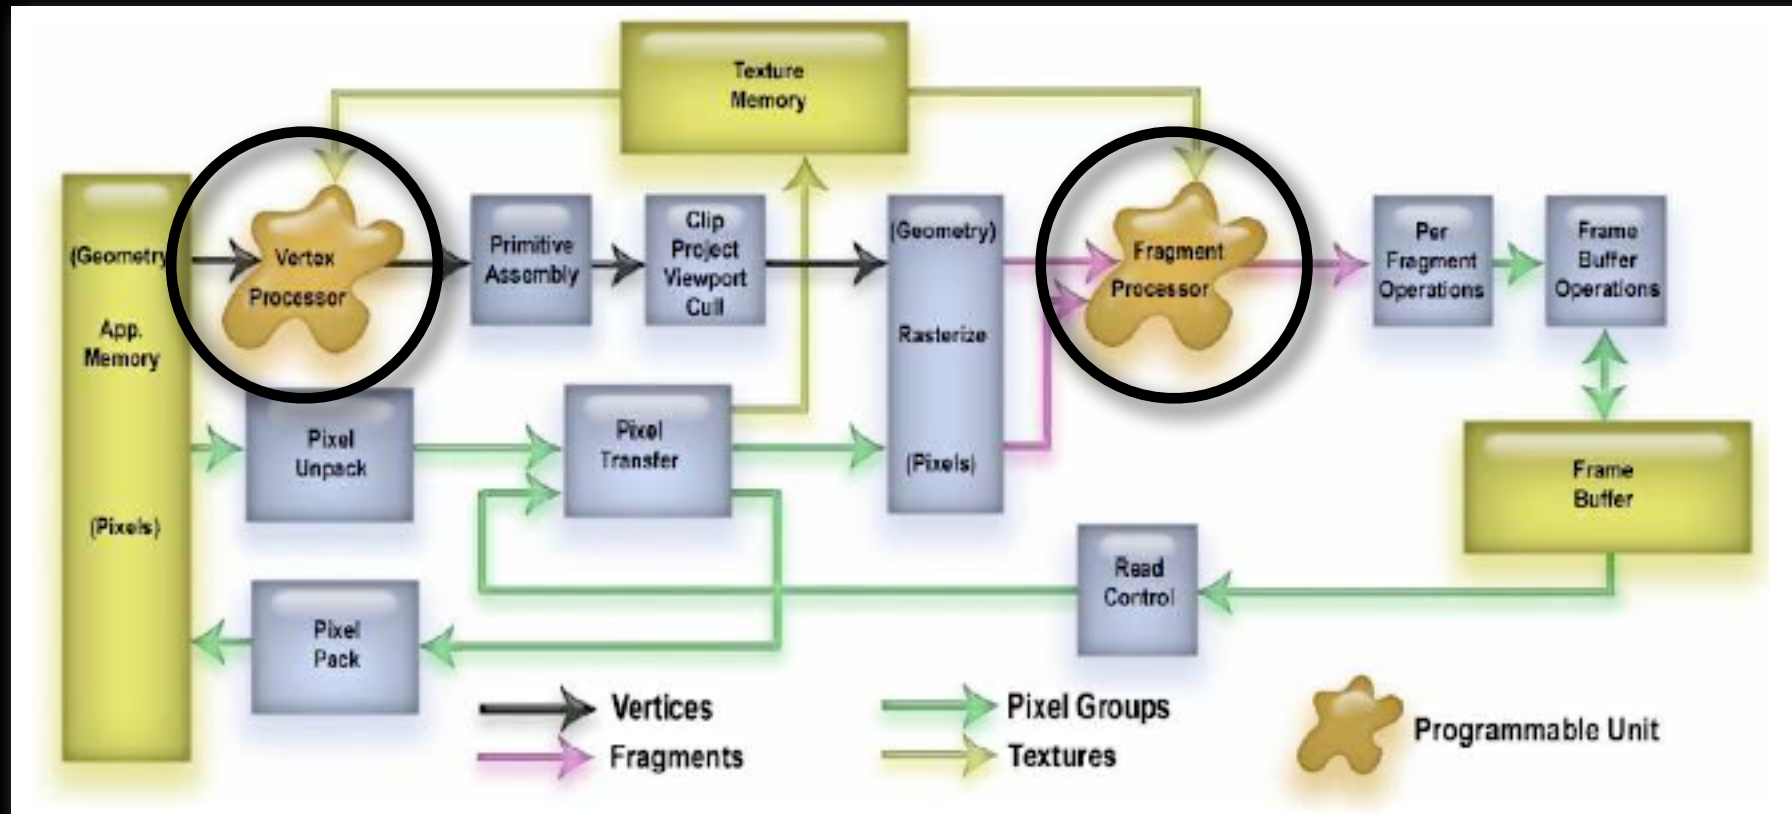 Texture
Memory
(Geometry
App.
Memory
(Pixels)
Vertex
Processor
Primitive
Assembly
Clip
Project
Viewport
Cull
(Geometry)
Rasterize
(Pixels)
Fragment
Processor
Per
Fragment
Operations
Frame
Buffer
Operations
Pixel
Unpack
Pixel
Transfer
Frame
Buffer
Read
Control
Pixel
Pack
Vertices
Fragments
Pixel Groups
Textures
Programmable Unit